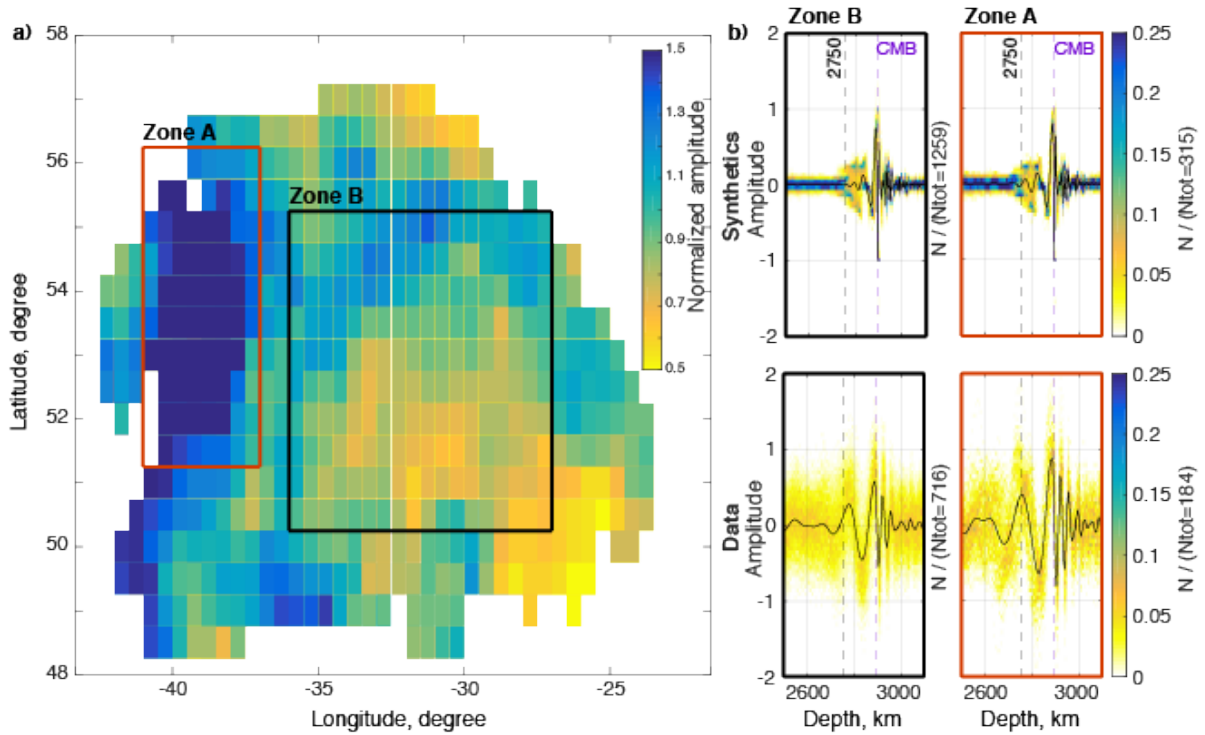 a)
58
56
54
52
50
48
Latitude, degree
-40
-35
-30
-25
Longitude, degree
Zone A
Zone B
1.5
1.3
1.1
0.9
0.7
0.5
Normalized amplitude
b)
Zone B
Zone A
2
1
0
-1
-2
Synthetics
Amplitude
2750
CMB
N / (Ntot=1259)
2750
CMB
0.25
0.2
0.15
0.1
0.05
0
N / (Ntot=315)
2
1
0
-1
-2
Data
Amplitude
N / (Ntot=716)
0.25
0.2
0.15
0.1
0.05
0
N / (Ntot=184)
2600
3000
2600
3000
Depth, km
Depth, km